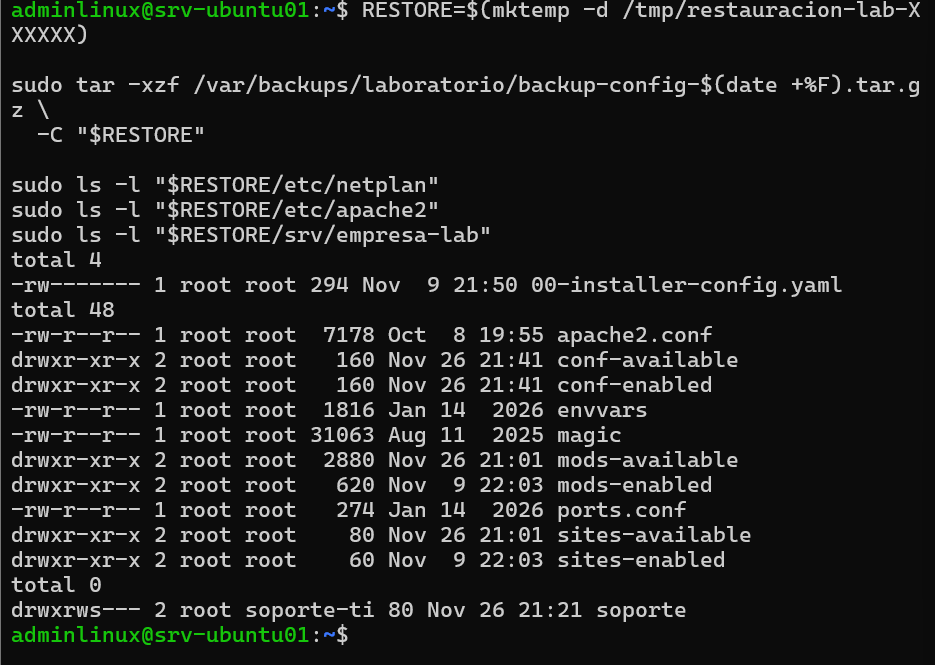 adminlinux@srv-ubuntu01:~$ RESTORE=$(mktemp -d /tmp/restauracion-lab-X
XXXXX)
sudo tar -xzf /var/backups/laboratorio/backup-config-$(date +%F).tar.g
z \
  -C "$RESTORE"
sudo ls -l "$RESTORE/etc/netplan"
sudo ls -l "$RESTORE/etc/apache2"
sudo ls -l "$RESTORE/srv/empresa-lab"
total 4
-rw------- 1 root root 294 Nov  9 21:50 00-installer-config.yaml
total 48
-rw-r--r-- 1 root root  7178 Oct  8 19:55 apache2.conf
drwxr-xr-x 2 root root   160 Nov 26 21:41 conf-available
drwxr-xr-x 2 root root   160 Nov 26 21:41 conf-enabled
-rw-r--r-- 1 root root  1816 Jan 14  2026 envvars
-rw-r--r-- 1 root root 31063 Aug 11  2025 magic
drwxr-xr-x 2 root root  2880 Nov 26 21:01 mods-available
drwxr-xr-x 2 root root   620 Nov  9 22:03 mods-enabled
-rw-r--r-- 1 root root   274 Jan 14  2026 ports.conf
drwxr-xr-x 2 root root    80 Nov 26 21:01 sites-available
drwxr-xr-x 2 root root    60 Nov  9 22:03 sites-enabled
total 0
drwxrws--- 2 root soporte-ti 80 Nov 26 21:21 soporte
adminlinux@srv-ubuntu01:~$